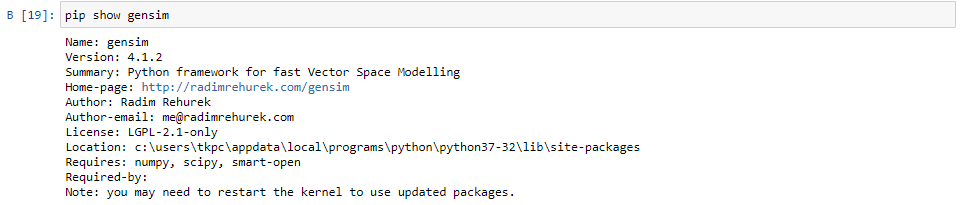 В [19]: pip show gensim
Name: gensim
Version: 4.1.2
Summary: Python framework for fast Vector Space Modelling
Home-page: http://radimrehurek.com/gensim
Author: Radim Rehurek
Author-email: me@radimrehurek.com
License: LGPL-2.1-only
Location: c:\users\tkpc\appdata\local\programs\python\python37-32\lib\site-packages
Requires: numpy, scipy, smart-open
Required-by:
Note: you may need to restart the kernel to use updated packages.